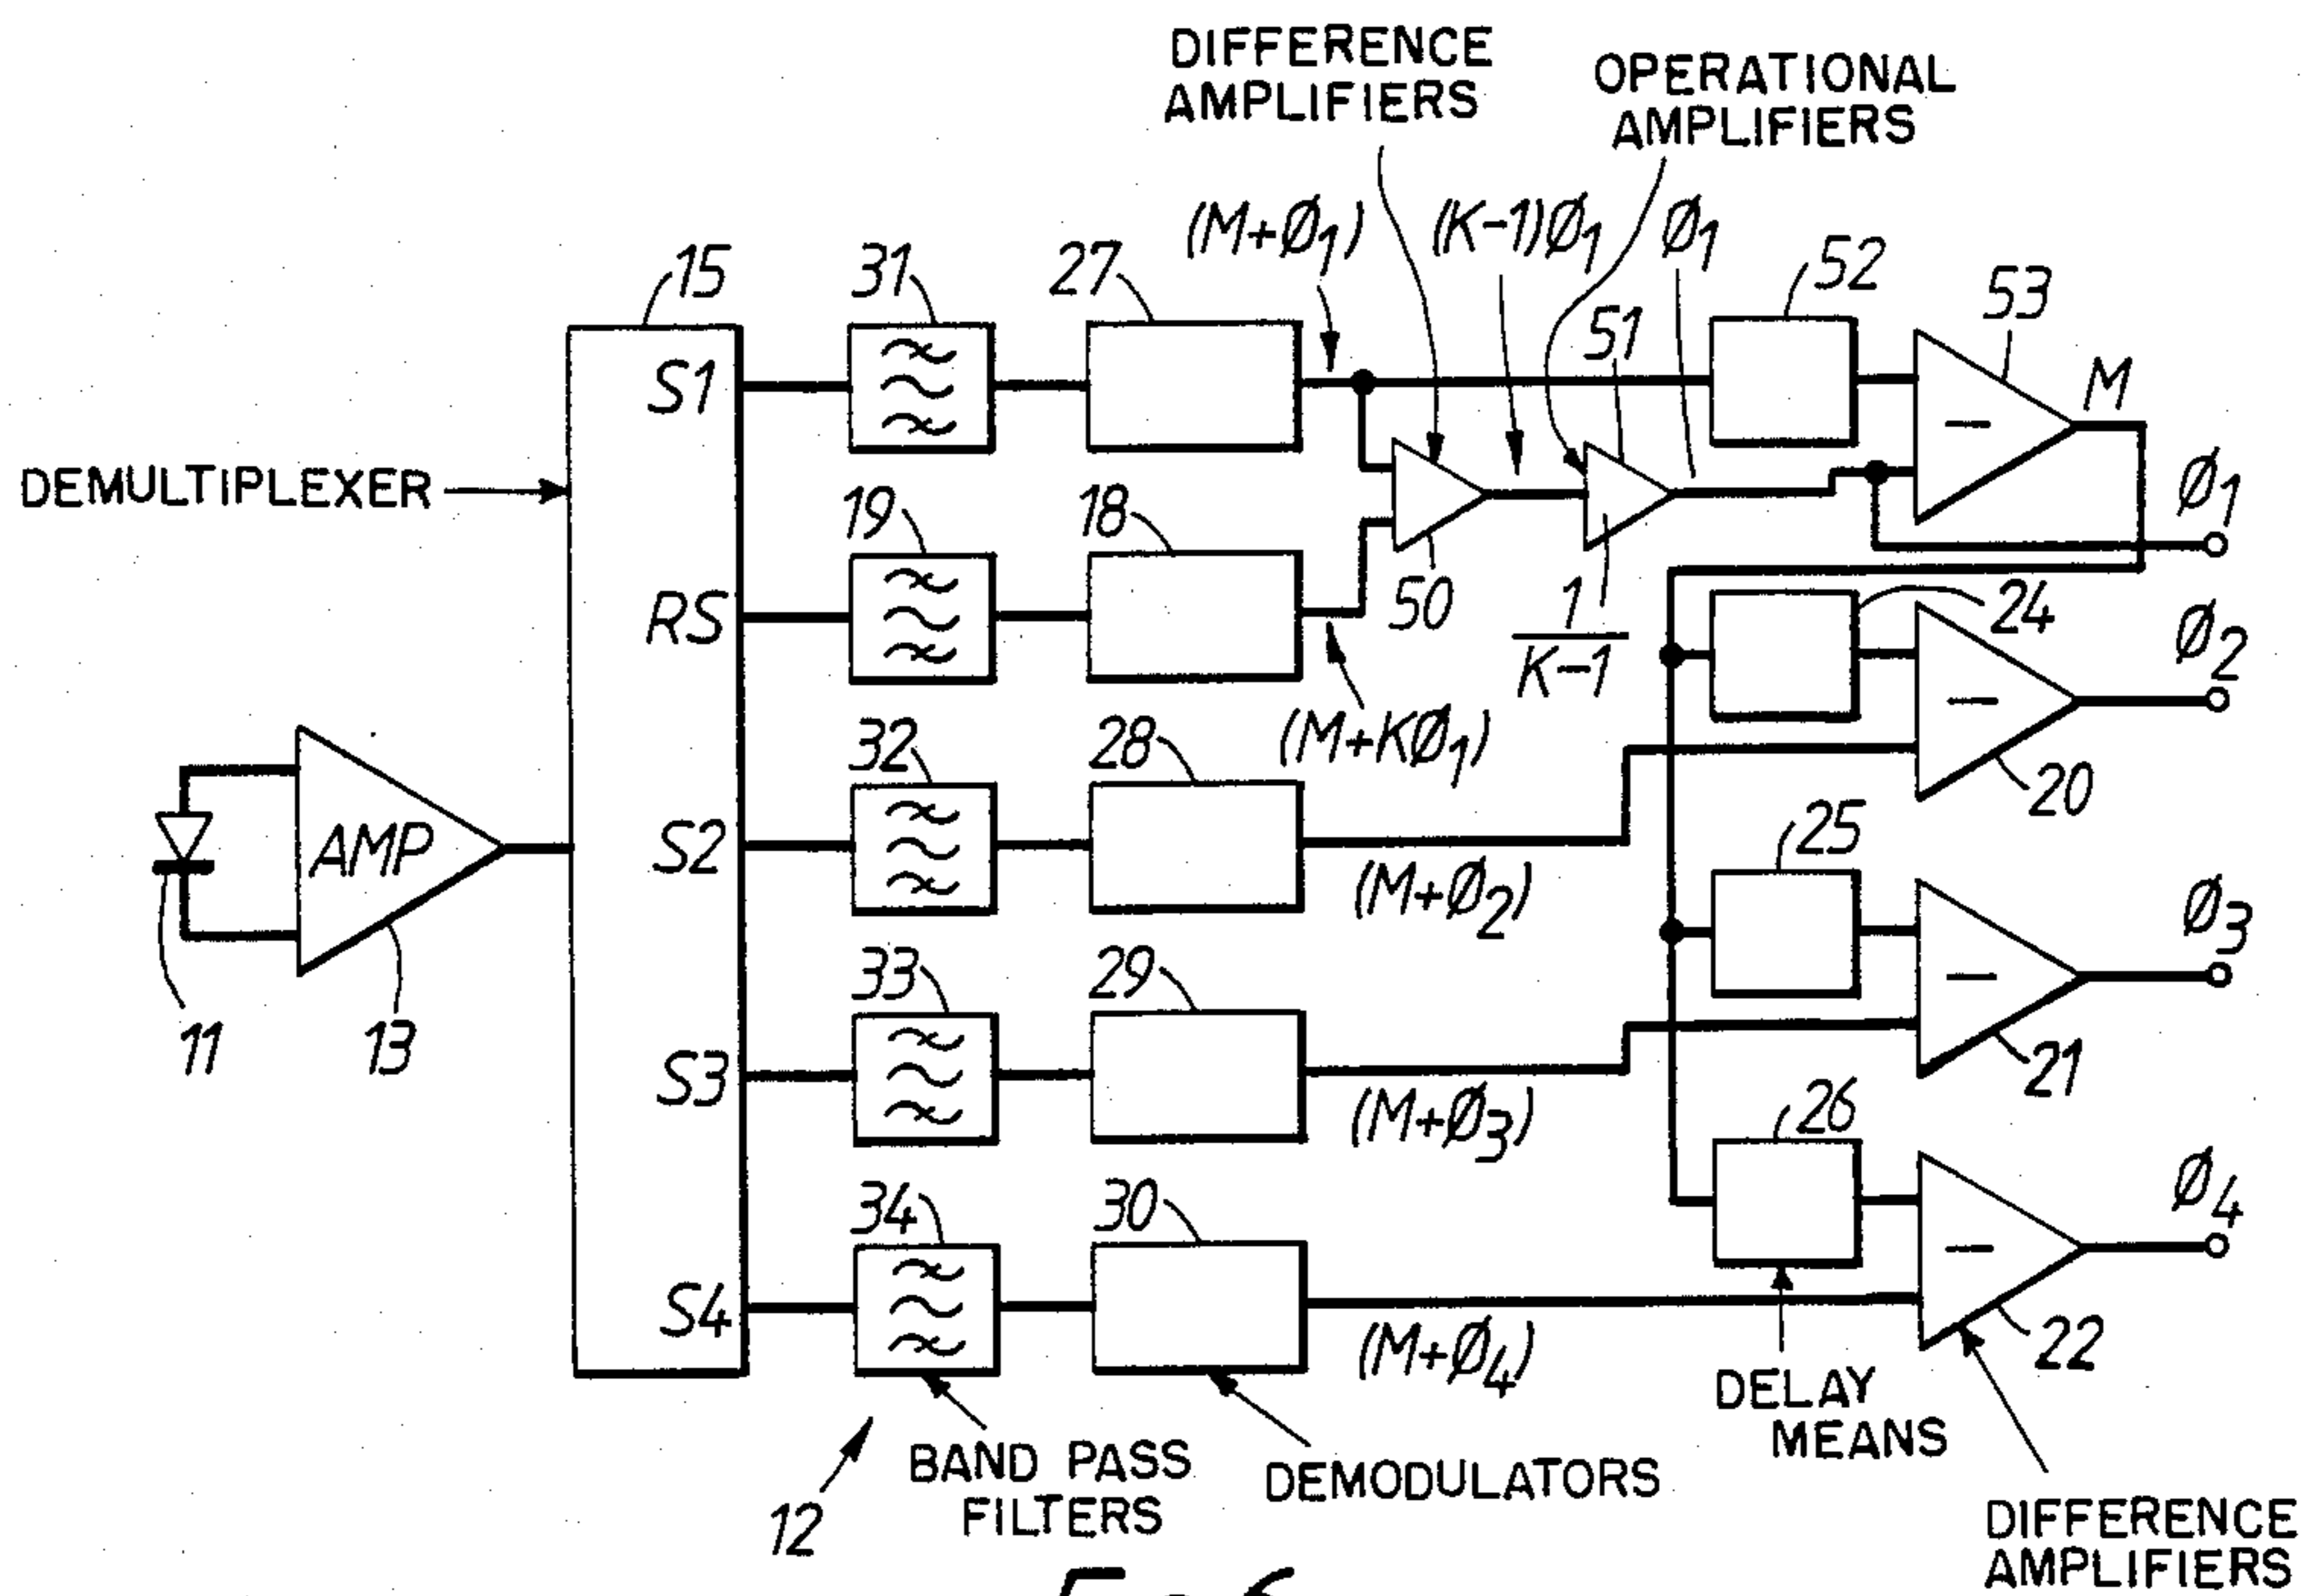 DIFFERENCE
AMPLIFIERS
OPERATIONAL
AMPLIFIERS
(M+Ø1)
(K-1)Ø1
Ø1
15
31
27
51
52
53
S1
M
DEMULTIPLEXER
Ø1
19
18
RS
50
1
K-1
24
Ø2
(M+KØ1)
32
28
20
AMP
S2
25
(M+Ø2)
Ø3
33
29
11
13
S3
21
(M+Ø3)
26
34
30
Ø4
S4
(M+Ø4)
22
DELAY
MEANS
12
BAND PASS
FILTERS
DEMODULATORS
DIFFERENCE
AMPLIFIERS